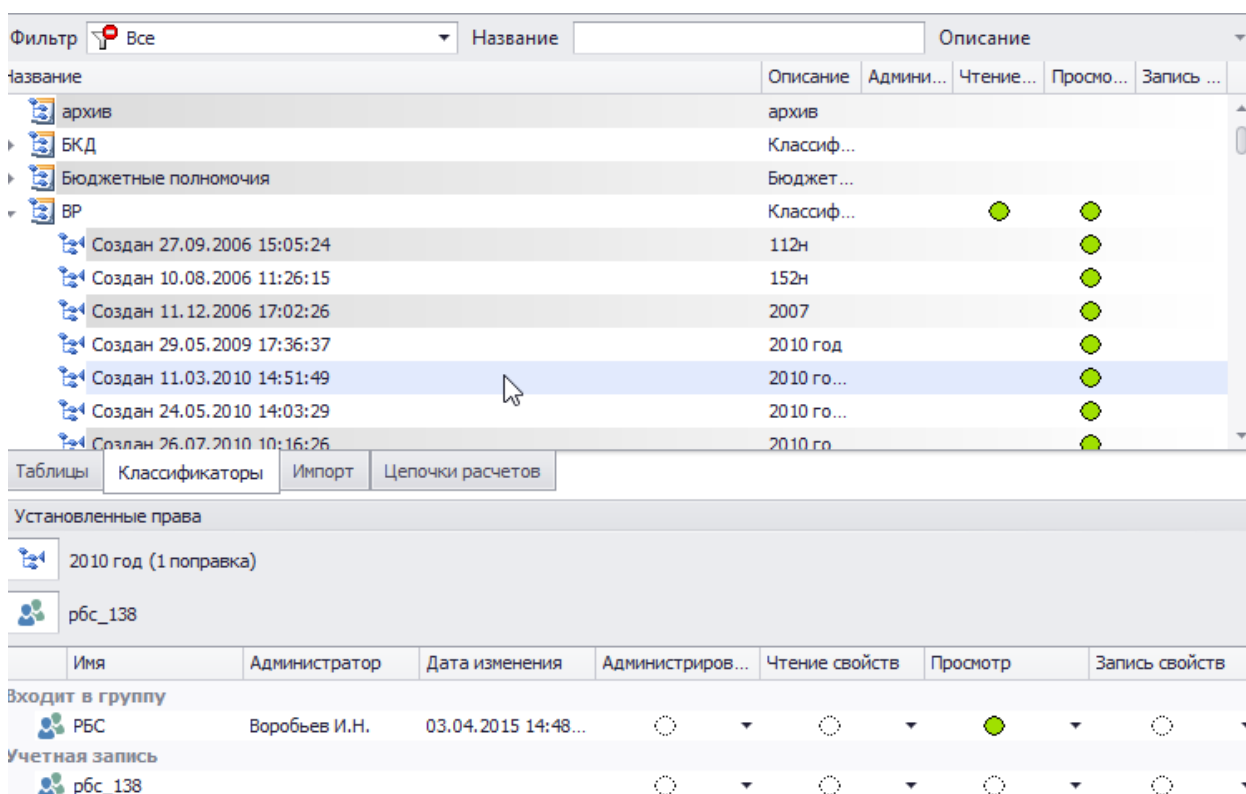 Фильтр Все Название Описание
Название Описание Админи... Чтение... Просмо... Запись ...
архив архив
БКД Классиф...
Бюджетные полномочия Бюджет...
ВР Классиф...
Создан 27.09.2006 15:05:24 112н
Создан 10.08.2006 11:26:15 152н
Создан 11.12.2006 17:02:26 2007
Создан 29.05.2009 17:36:37 2010 год
Создан 11.03.2010 14:51:49 2010 го...
Создан 24.05.2010 14:03:29 2010 го...
Создан 26.07.2010 10:16:26 2010 го
Таблицы Классификаторы Импорт Цепочки расчетов
Установленные права
2010 год (1 поправка)
рбс_138
Имя Администратор Дата изменения Администриров... Чтение свойств Просмотр Запись свойств
Входит в группу
РБС Воробьев И.Н. 03.04.2015 14:48...
Учетная запись
рбс_138